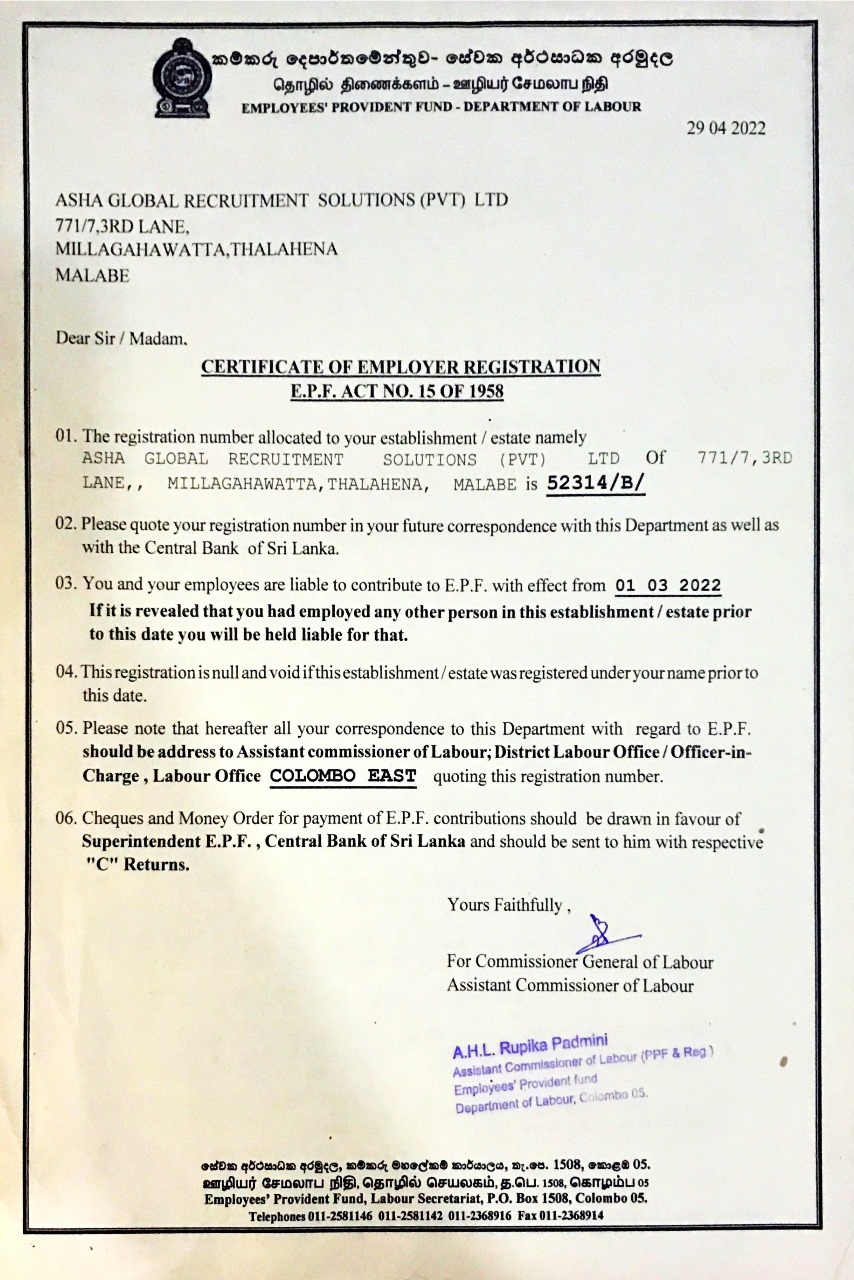 කම්කරු දෙපාර්තමේන්තුව- සේවක අර්ථසාධක අරමුදල
தொழில் திணைக்களம் - ஊழியர் சேமலாப நிதி
EMPLOYEES' PROVIDENT FUND - DEPARTMENT OF LABOUR
29 04 2022
ASHA GLOBAL RECRUITMENT SOLUTIONS (PVT) LTD
771/7,3RD LANE,
MILLAGAHAWATTA,THALAHENA
MALABE
Dear Sir / Madam.
CERTIFICATE OF EMPLOYER REGISTRATION
E.P.F. ACT NO. 15 OF 1958
01. The registration number allocated to your establishment / estate namely
ASHA GLOBAL RECRUITMENT SOLUTIONS (PVT) LTD Of 771/7,3RD
LANE,, MILLAGAHAWATTA,THALAHENA, MALABE is 52314/B/
02. Please quote your registration number in your future correspondence with this Department as well as
with the Central Bank of Sri Lanka.
03. You and your employees are liable to contribute to E.P.F. with effect from 01 03 2022
If it is revealed that you had employed any other person in this establishment / estate prior
to this date you will be held liable for that.
04. This registration is null and void if this establishment / estate was registered under your name prior to
this date.
05. Please note that hereafter all your correspondence to this Department with regard to E.P.F.
should be address to Assistant commissioner of Labour; District Labour Office / Officer-in-
Charge , Labour Office COLOMBO EAST quoting this registration number.
06. Cheques and Money Order for payment of E.P.F. contributions should be drawn in favour of
Superintendent E.P.F. , Central Bank of Sri Lanka and should be sent to him with respective
"C" Returns.
Yours Faithfully ,
For Commissioner General of Labour
Assistant Commissioner of Labour
A.H.L. Rupika Padmini
Assistant Commissioner of Labour (PPF & Reg )
Employees' Provident fund
Department of Labour, Colombo 05.
සේවක අර්ථසාධක අරමුදල, කම්කරු මහලේකම් කාර්යාලය, තැ.පෙ. 1508, කොළඹ 05.
ஊழியர் சேமலாப நிதி, தொழில் செயலகம், த.பெ. 1508, கொழும்பு 05
Employees' Provident Fund, Labour Secretariat, P.O. Box 1508, Colombo 05.
Telephones 011-2581146 011-2581142 011-2368916 Fax 011-2368914